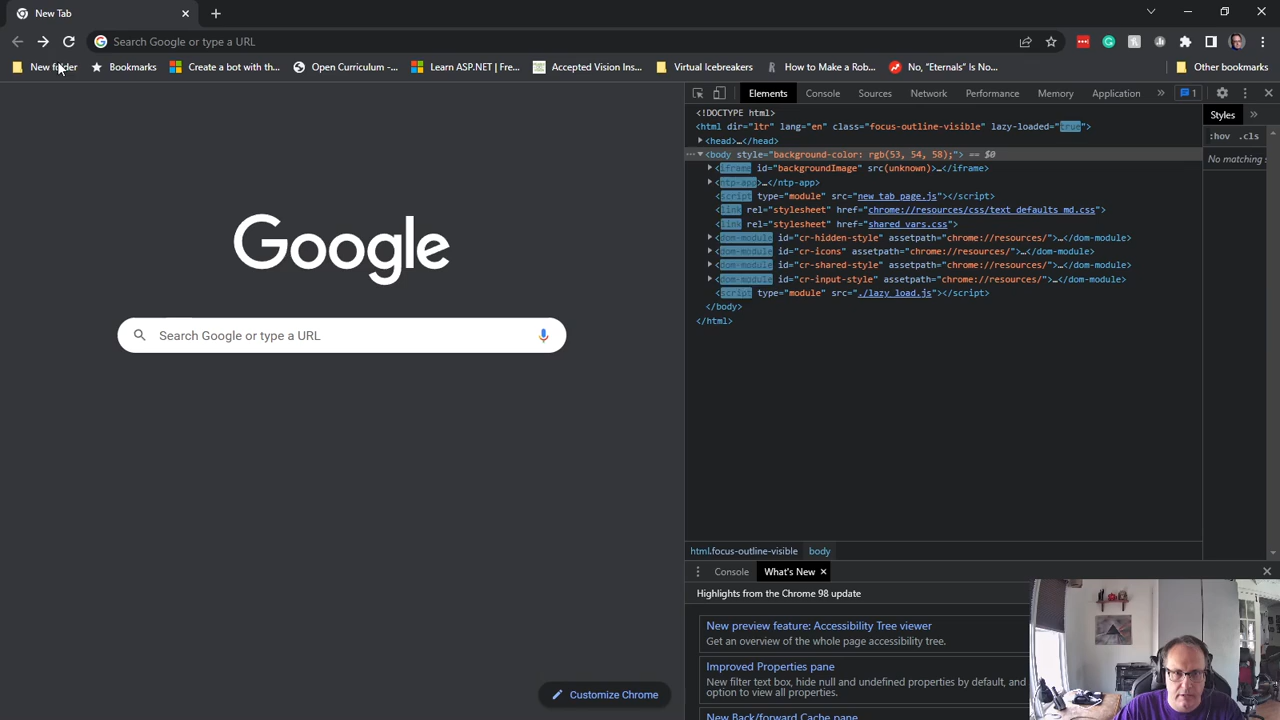 New Tab
Search Google or type a URL
New folder
Bookmarks
Create a bot with th...
Open Curriculum -...
Learn ASP.NET | Fre...
Accepted Vision Ins...
Virtual Icebreakers
How to Make a Rob...
No, “Eternals” Is No...
Other bookmarks
Google
Search Google or type a URL
Customize Chrome
Elements
Console
Sources
Network
Performance
Memory
Application
»
1
<!DOCTYPE html>
<html dir="ltr" lang="en" class="focus-outline-visible" lazy-loaded="true">
<head>…</head>
<body style="background-color: rgb(53, 54, 58);"> == $0
<iframe id="backgroundImage" src(unknown)>…</iframe>
<ntp-app>…</ntp-app>
<script type="module" src="new_tab_page.js"></script>
<link rel="stylesheet" href="chrome://resources/css/text_defaults_md.css">
<link rel="stylesheet" href="shared_vars.css">
<dom-module id="cr-hidden-style" assetpath="chrome://resources/">…</dom-module>
<dom-module id="cr-icons" assetpath="chrome://resources/">…</dom-module>
<dom-module id="cr-shared-style" assetpath="chrome://resources/">…</dom-module>
<dom-module id="cr-input-style" assetpath="chrome://resources/">…</dom-module>
<script type="module" src="./lazy_load.js"></script>
</body>
</html>
Styles
»
:hov .cls
No matching s
html.focus-outline-visible body
Console
What's New
Highlights from the Chrome 98 update
New preview feature: Accessibility Tree viewer
Get an overview of the whole page accessibility tree.
Improved Properties pane
New filter text box, hide null and undefined properties by default, and
option to view all properties.
New Back/forward Cache pane